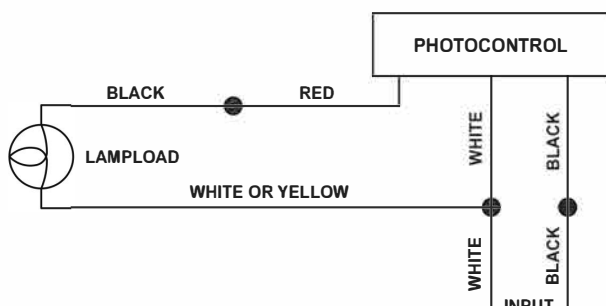 PHOTOCONTROL
BLACK
RED
LAMPLOAD
WHITE
BLACK
WHITE OR YELLOW
WHITE
BLACK
INPUT